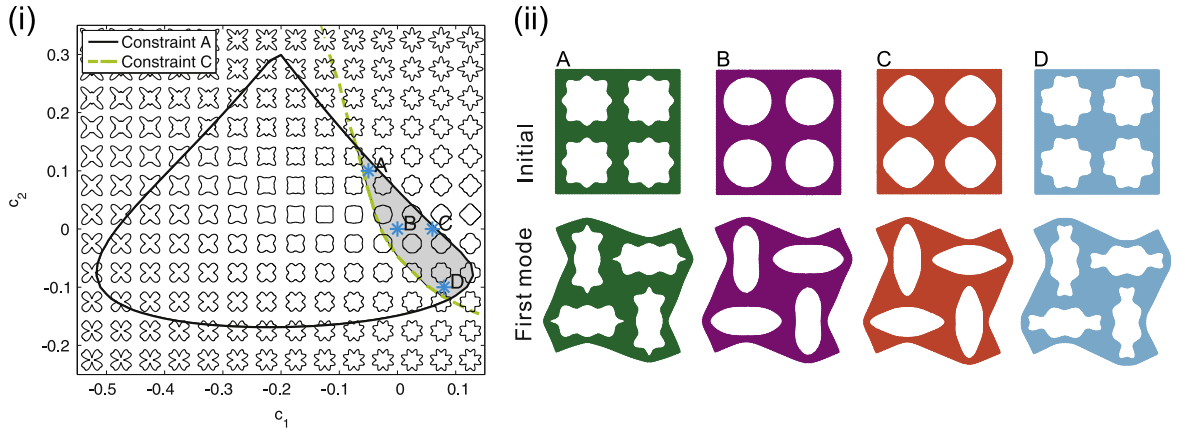 (i)
Constraint A
Constraint C
0.3
0.2
0.1
0
-0.1
-0.2
c2
-0.5
-0.4
-0.3
-0.2
-0.1
0
0.1
c1
A
B
C
D
(ii)
A
B
C
D
Initial
First mode